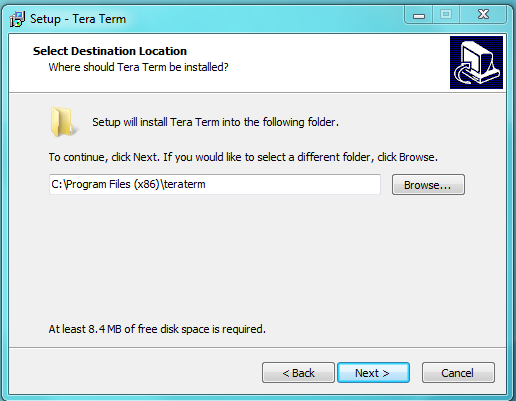 Setup - Tera Term
Select Destination Location
Where should Tera Term be installed?
Setup will install Tera Term into the following folder.
To continue, click Next. If you would like to select a different folder, click Browse.
C:\Program Files (x86)\teraterm
Browse...
At least 8.4 MB of free disk space is required.
< Back
Next >
Cancel